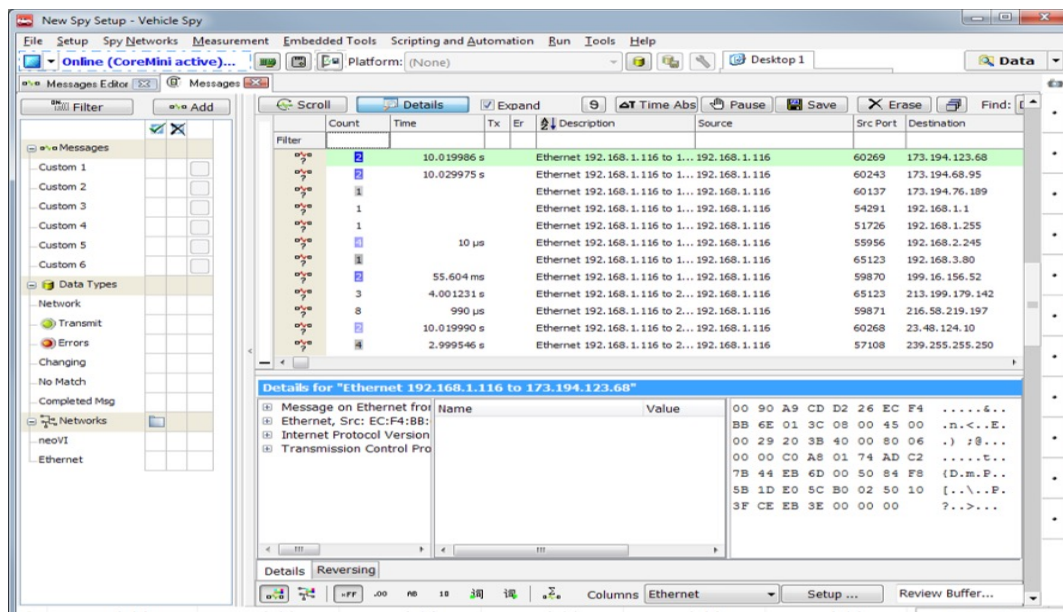 New Spy Setup - Vehicle Spy
File Setup Spy Networks Measurement Embedded Tools Scripting and Automation Run Tools Help
Online (CoreMini active)... Platform: (None) Desktop 1 Data
Messages Editor Messages
Filter Add Scroll Details Expand Time Abs Pause Save Erase Find:
Count Time Tx Er Description Source Src Port Destination
Filter
Messages
Custom 1
Custom 2
Custom 3
Custom 4
Custom 5
Custom 6
Data Types
Network
Transmit
Errors
Changing
No Match
Completed Msg
Networks
neoVI
Ethernet
2 10.019986 s Ethernet 192.168.1.116 to 1... 192.168.1.116 60269 173.194.123.68
2 10.029975 s Ethernet 192.168.1.116 to 1... 192.168.1.116 60243 173.194.68.95
1 Ethernet 192.168.1.116 to 1... 192.168.1.116 60137 173.194.76.189
1 Ethernet 192.168.1.116 to 1... 192.168.1.116 54291 192.168.1.1
1 Ethernet 192.168.1.116 to 1... 192.168.1.116 51726 192.168.1.255
4 10 µs Ethernet 192.168.1.116 to 1... 192.168.1.116 55956 192.168.2.245
1 Ethernet 192.168.1.116 to 1... 192.168.1.116 65123 192.168.3.80
2 55.604 ms Ethernet 192.168.1.116 to 1... 192.168.1.116 59870 199.16.156.52
3 4.001231 s Ethernet 192.168.1.116 to 2... 192.168.1.116 65123 213.199.179.142
8 990 µs Ethernet 192.168.1.116 to 2... 192.168.1.116 59871 216.58.219.197
2 10.019990 s Ethernet 192.168.1.116 to 2... 192.168.1.116 60268 23.48.124.10
4 2.999546 s Ethernet 192.168.1.116 to 2... 192.168.1.116 57108 239.255.255.250
Details for "Ethernet 192.168.1.116 to 173.194.123.68"
Message on Ethernet fror
Ethernet, Src: EC:F4:BB:
Internet Protocol Version
Transmission Control Pro
Name Value
00 90 A9 CD D2 26 EC F4 .....&..
BB 6E 01 3C 08 00 45 00 .n.<..E.
00 29 20 3B 40 00 80 06 .) ;@...
00 00 C0 A8 01 74 AD C2 .....t..
7B 44 EB 6D 00 50 84 F8 {D.m.P..
5B 1D E0 5C B0 02 50 10 [..\..P.
3F CE EB 3E 00 00 00 ?..>...
Details Reversing
Columns Ethernet Setup ... Review Buffer...